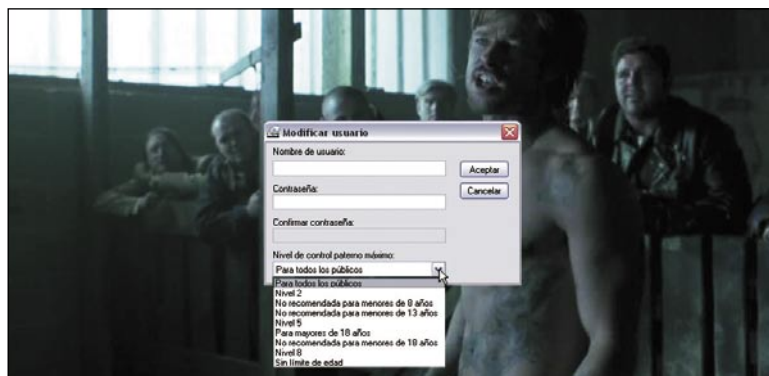 Modificar usuario
Nombre de usuario:
Aceptar
Contraseña:
Cancelar
Confirmar contraseña:
Nivel de control paterno máximo:
Para todos los públicos
Para todos los públicos
Nivel 2
No recomendada para menores de 8 años
No recomendada para menores de 13 años
Nivel 5
Para mayores de 18 años
No recomendada para menores de 18 años
Nivel 8
Sin límite de edad